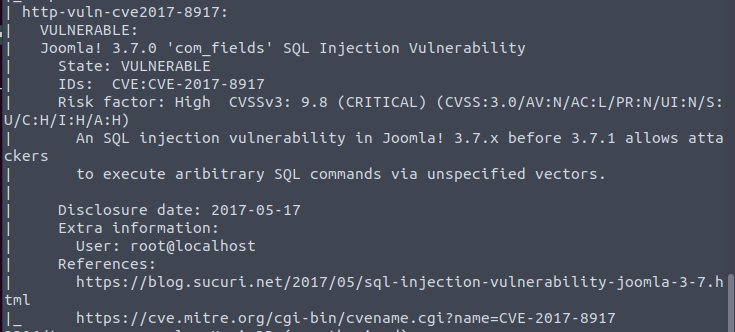 | http-vuln-cve2017-8917:
|   VULNERABLE:
|   Joomla! 3.7.0 'com_fields' SQL Injection Vulnerability
|     State: VULNERABLE
|     IDs:  CVE:CVE-2017-8917
|     Risk factor: High  CVSSv3: 9.8 (CRITICAL) (CVSS:3.0/AV:N/AC:L/PR:N/UI:N/S:
U/C:H/I:H/A:H)
|       An SQL injection vulnerability in Joomla! 3.7.x before 3.7.1 allows atta
ckers
|       to execute aribitrary SQL commands via unspecified vectors.
|
|     Disclosure date: 2017-05-17
|     Extra information:
|       User: root@localhost
|     References:
|       https://blog.sucuri.net/2017/05/sql-injection-vulnerability-joomla-3-7.h
tml
|_      https://cve.mitre.org/cgi-bin/cvename.cgi?name=CVE-2017-8917